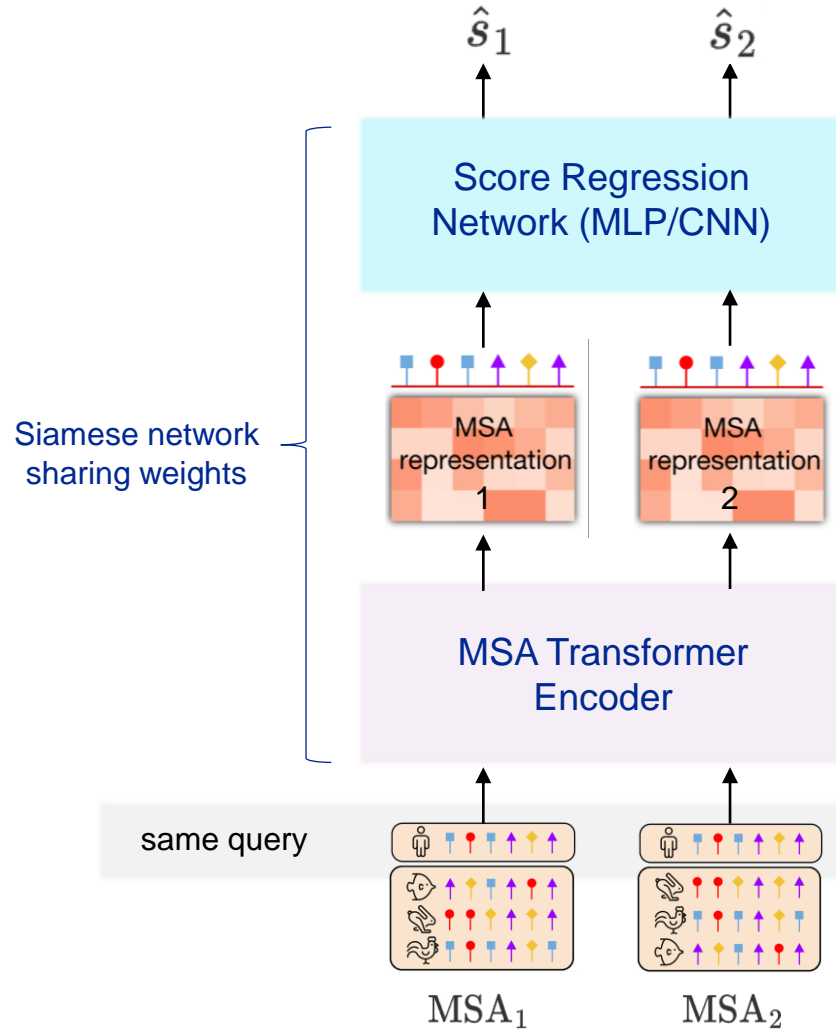 ŝ₁ ŝ₂
Score Regression
Network (MLP/CNN)
Siamese network
sharing weights
MSA
representation
1
MSA
representation
2
MSA Transformer
Encoder
same query
MSA₁ MSA₂